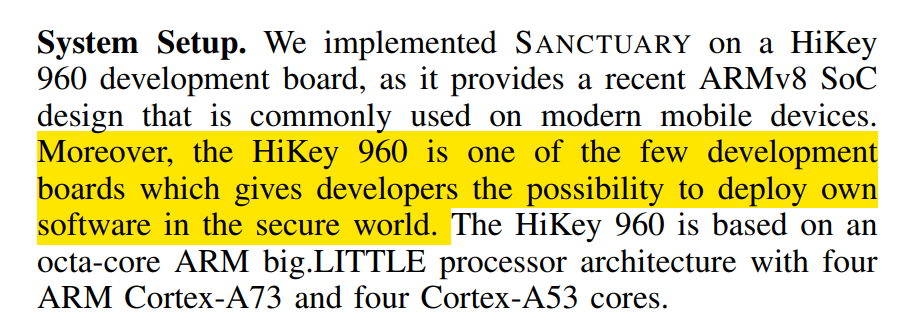 System Setup. We implemented SANCTUARY on a HiKey
960 development board, as it provides a recent ARMv8 SoC
design that is commonly used on modern mobile devices.
Moreover, the HiKey 960 is one of the few development
boards which gives developers the possibility to deploy own
software in the secure world. The HiKey 960 is based on an
octa-core ARM big.LITTLE processor architecture with four
ARM Cortex-A73 and four Cortex-A53 cores.